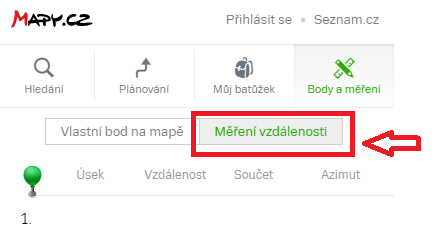 Mapy.cz
Přihlásit se • Seznam.cz
Hledání Plánování Můj batůžek Body a měření
Vlastní bod na mapě Měření vzdálenosti
Úsek Vzdálenost Součet Azimut
1.